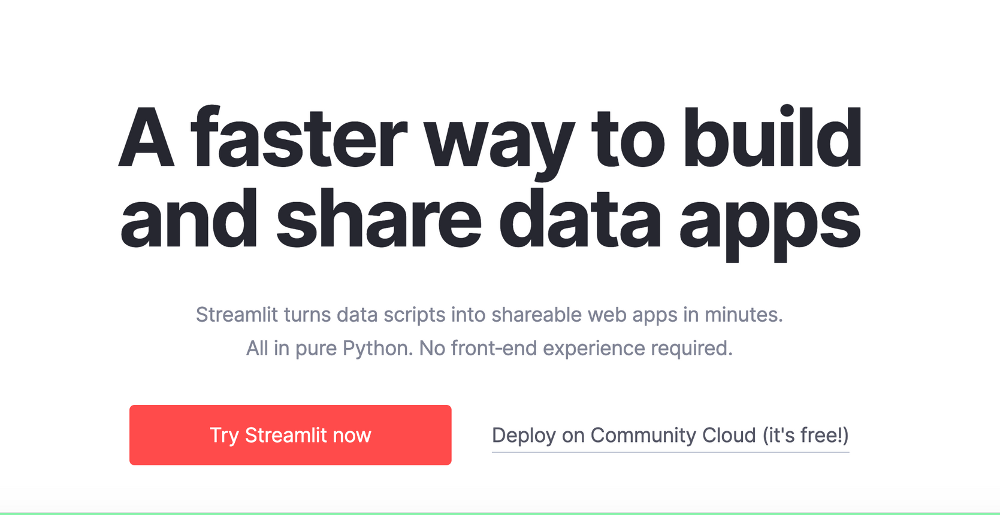 A faster way to build
and share data apps
Streamlit turns data scripts into shareable web apps in minutes.
All in pure Python. No front-end experience required.
Try Streamlit now
Deploy on Community Cloud (it's free!)